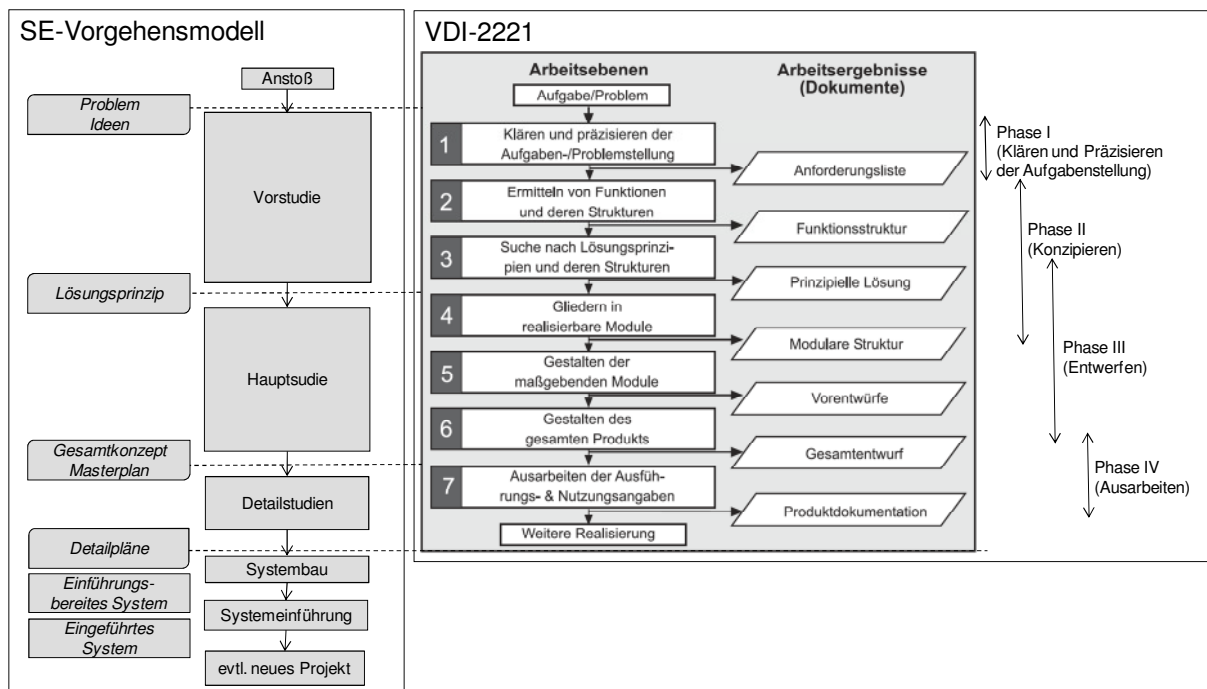 SE-Vorgehensmodell
Anstoß
Problem
Ideen
Vorstudie
Lösungsprinzip
Hauptsudie
Gesamtkonzept
Masterplan
Detailstudien
Detailpläne
Systembau
Einführungs-
bereites System
Systemeinführung
Eingeführtes
System
evtl. neues Projekt
VDI-2221
Arbeitsebenen
Arbeitsergebnisse
(Dokumente)
Aufgabe/Problem
1
Klären und präzisieren der
Aufgaben-/Problemstellung
Anforderungsliste
2
Ermitteln von Funktionen
und deren Strukturen
Funktionsstruktur
3
Suche nach Lösungsprinzi-
pien und deren Strukturen
Prinzipielle Lösung
4
Gliedern in
realisierbare Module
Modulare Struktur
5
Gestalten der
maßgebenden Module
Vorentwürfe
6
Gestalten des
gesamten Produkts
Gesamtentwurf
7
Ausarbeiten der Ausfüh-
rungs- & Nutzungsangaben
Produktdokumentation
Weitere Realisierung
Phase I
(Klären und Präzisieren
der Aufgabenstellung)
Phase II
(Konzipieren)
Phase III
(Entwerfen)
Phase IV
(Ausarbeiten)